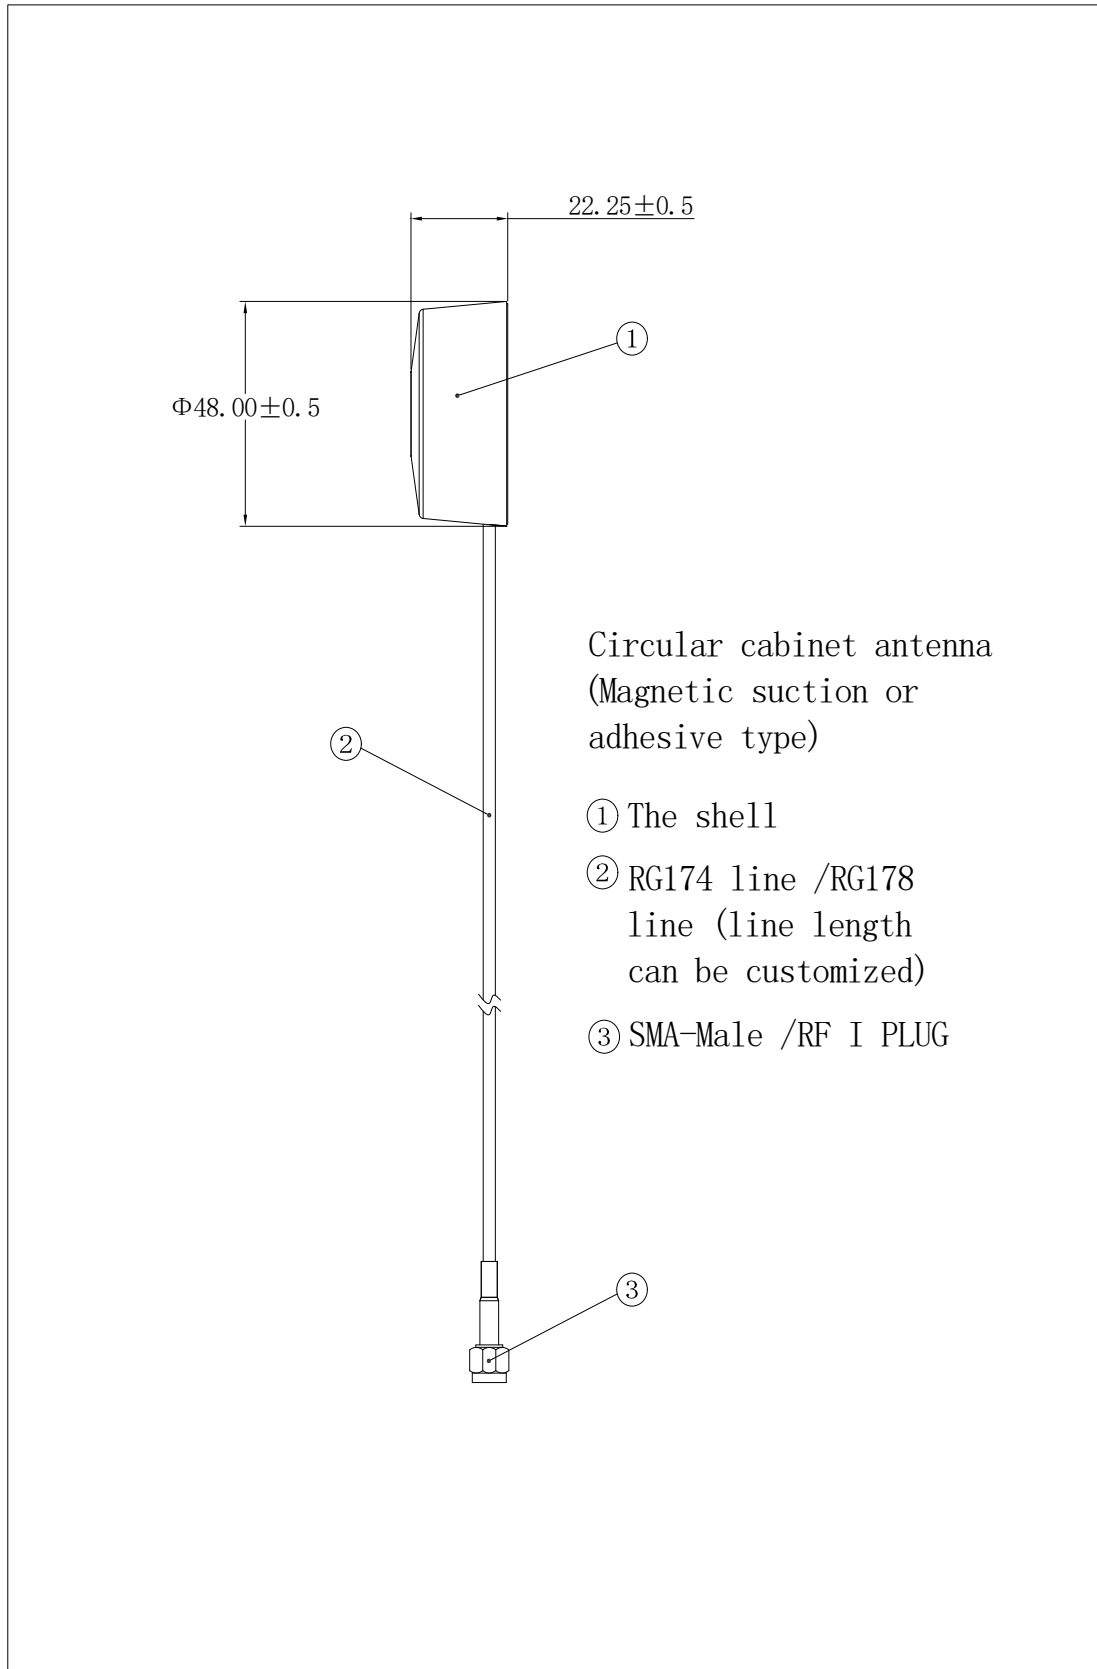 22.25±0.5
①
Φ48.00±0.5
Circular cabinet antenna
(Magnetic suction or
adhesive type)
②
① The shell
② RG174 line /RG178
line (line length
can be customized)
③ SMA-Male /RF I PLUG
③